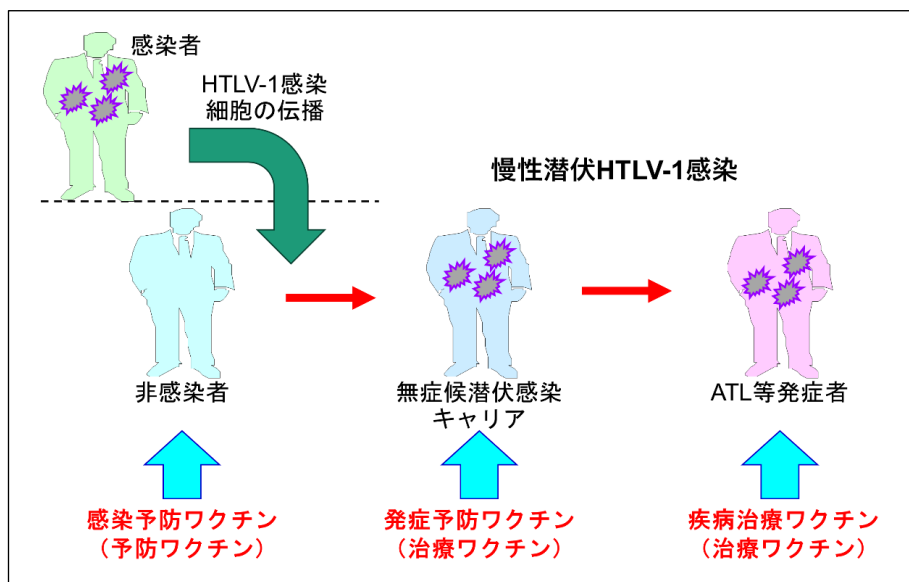 感染者
HTLV-1感染
細胞の伝播
慢性潜伏HTLV-1感染
非感染者
無症候潜伏感染
キャリア
ATL等発症者
感染予防ワクチン
（予防ワクチン）
発症予防ワクチン
（治療ワクチン）
疾病治療ワクチン
（治療ワクチン）